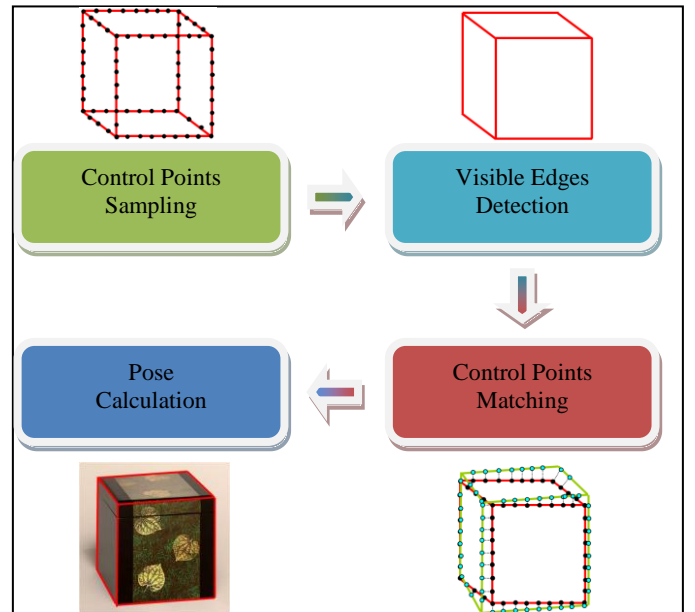 Control Points
Sampling
Visible Edges
Detection
Pose
Calculation
Control Points
Matching